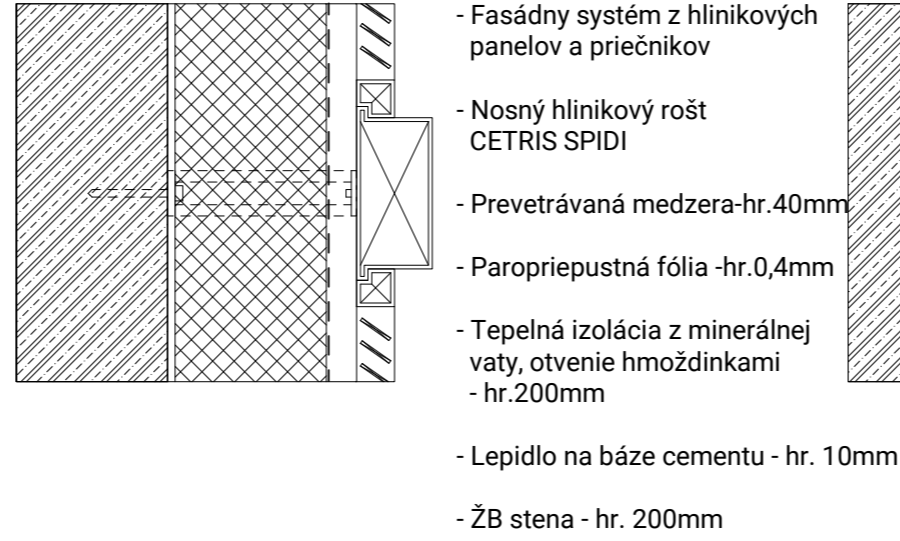 - Fasádny systém z hlinikových
panelov a priečnikov
- Nosný hlinikový rošt
CETRIS SPIDI
- Prevetrávaná medzera-hr.40mm
- Paropriepustná fólia -hr.0,4mm
- Tepelná izolácia z minerálnej
vaty, otvenie hmoždinkami
- hr.200mm
- Lepidlo na báze cementu - hr. 10mm
- ŽB stena - hr. 200mm